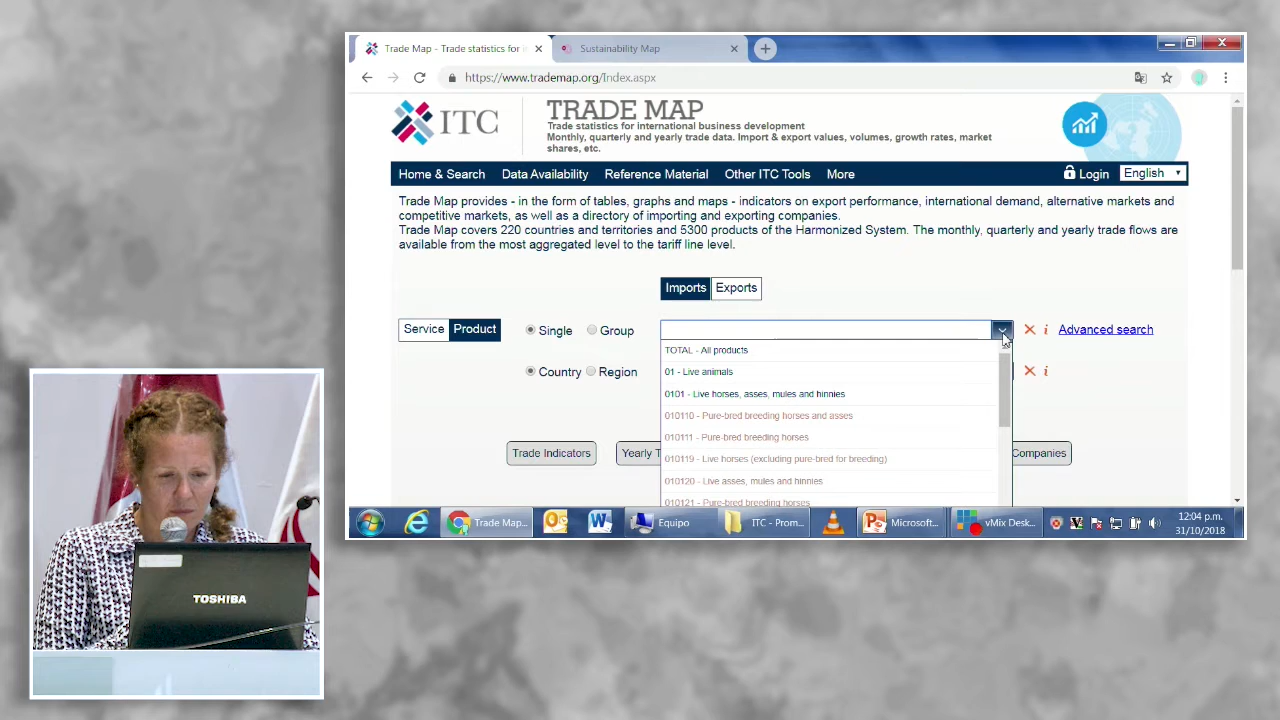 Trade Map - Trade statistics for in
Sustainability Map
https://www.trademap.org/Index.aspx
ITC
TRADE MAP
Trade statistics for international business development
Monthly, quarterly and yearly trade data. Import & export values, volumes, growth rates, market
shares, etc.
Home & Search Data Availability Reference Material Other ITC Tools More Login English
Trade Map provides - in the form of tables, graphs and maps - indicators on export performance, international demand, alternative markets and
competitive markets, as well as a directory of importing and exporting companies.
Trade Map covers 220 countries and territories and 5300 products of the Harmonized System. The monthly, quarterly and yearly trade flows are
available from the most aggregated level to the tariff line level.
Imports Exports
Service Product Single Group Advanced search
TOTAL - All products
01 - Live animals
Country Region
0101 - Live horses, asses, mules and hinnies
010110 - Pure-bred breeding horses and asses
010111 - Pure-bred breeding horses
Trade Indicators Yearly T Companies
010119 - Live horses (excluding pure-bred for breeding)
010120 - Live asses, mules and hinnies
010121 - Pure-bred breeding horses
Trade Map... Equipo ITC - Prom... Microsoft... vMix Desk... 12:04 p.m.
31/10/2018
TOSHIBA